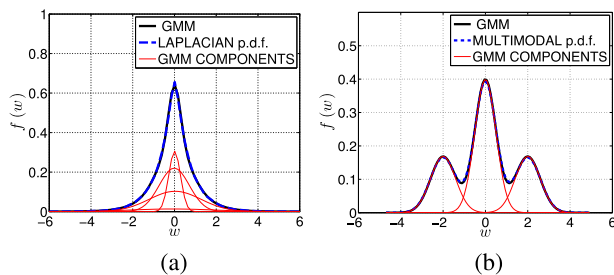 1
0.8
0.6
0.4
0.2
0
f (w)
−6 −4 −2 0 2 4 6
w
GMM
LAPLACIAN p.d.f.
GMM COMPONENTS
(a)
0.5
0.4
0.3
0.2
0.1
0
f (w)
−6 −4 −2 0 2 4 6
w
GMM
MULTIMODAL p.d.f.
GMM COMPONENTS
(b)